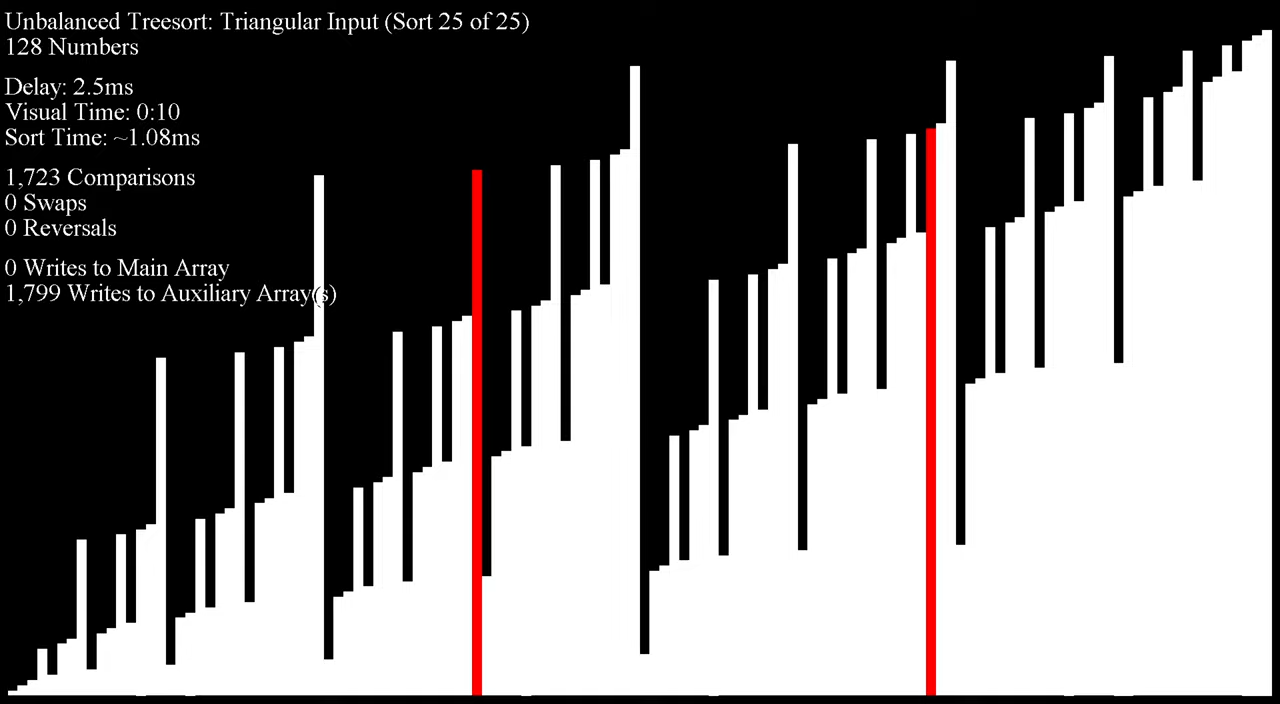 Unbalanced Treesort: Triangular Input (Sort 25 of 25)
128 Numbers
Delay: 2.5ms
Visual Time: 0:10
Sort Time: ~1.08ms
1,723 Comparisons
0 Swaps
0 Reversals
0 Writes to Main Array
1,799 Writes to Auxiliary Array(s)